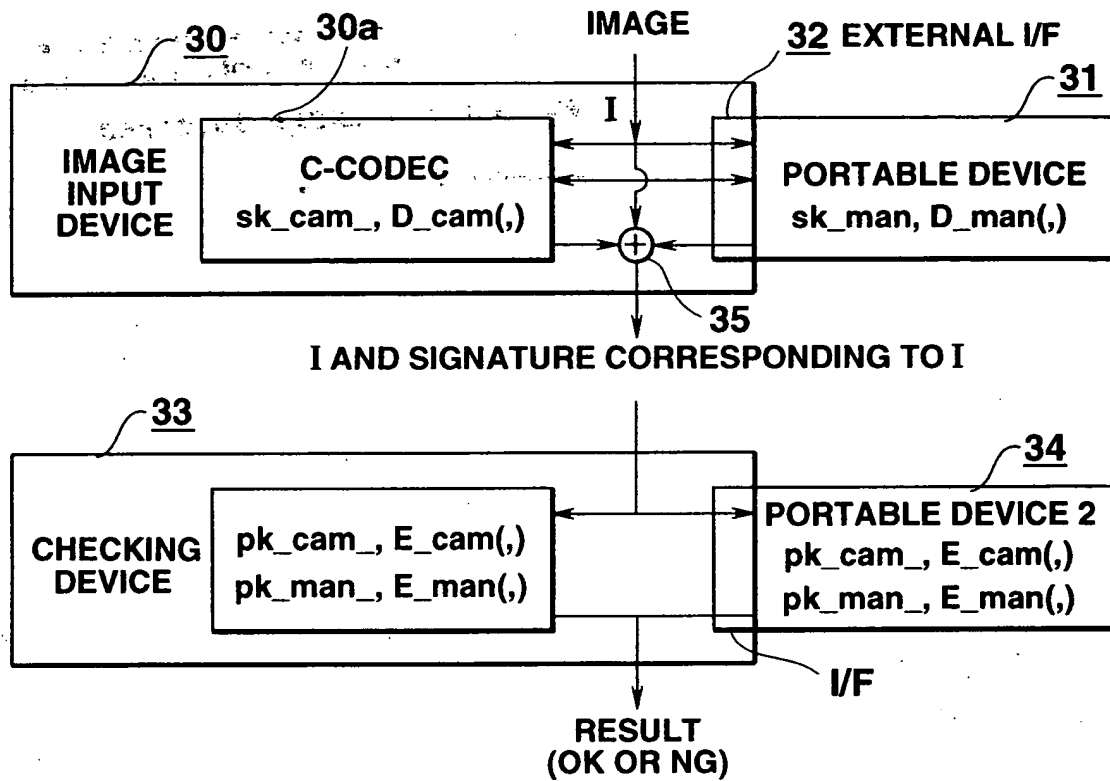 30
30a
IMAGE
32 EXTERNAL I/F
31
I
IMAGE
INPUT
DEVICE
C-CODEC
sk_cam_, D_cam(,)
PORTABLE DEVICE
sk_man, D_man(,)
+
35
I AND SIGNATURE CORRESPONDING TO I
33
34
CHECKING
DEVICE
pk_cam_, E_cam(,)
pk_man_, E_man(,)
PORTABLE DEVICE 2
pk_cam_, E_cam(,)
pk_man_, E_man(,)
I/F
RESULT
(OK OR NG)